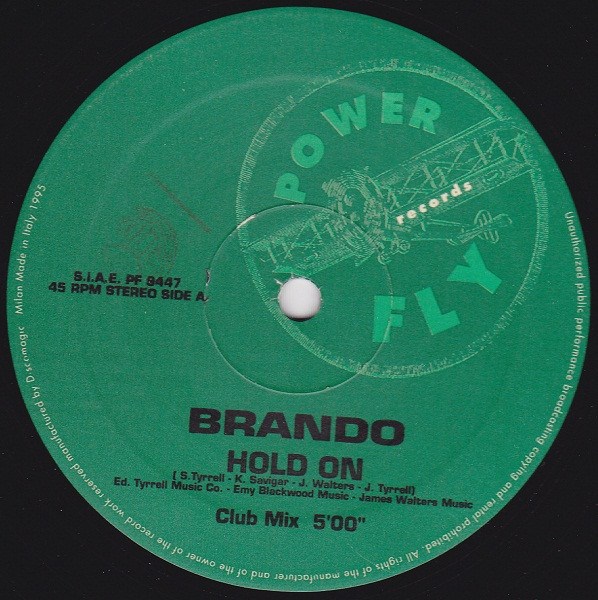 POWER
records
FLY
S.I.A.E. PF 9447
45 RPM STEREO SIDE A
BRANDO
HOLD ON
( S.Tyrrell - K. Savigar - J. Walters - J. Tyrrell)
Ed. Tyrrell Music Co. - Emy Blackwood Music - James Walters Music
Club Mix 5'00"
Unauthorized public performance broadcasting copying and rental prohibited. All rights of the manufacturer and of the owner of the record work reserved manufactured by Discomagic Milan Made in Italy 1995